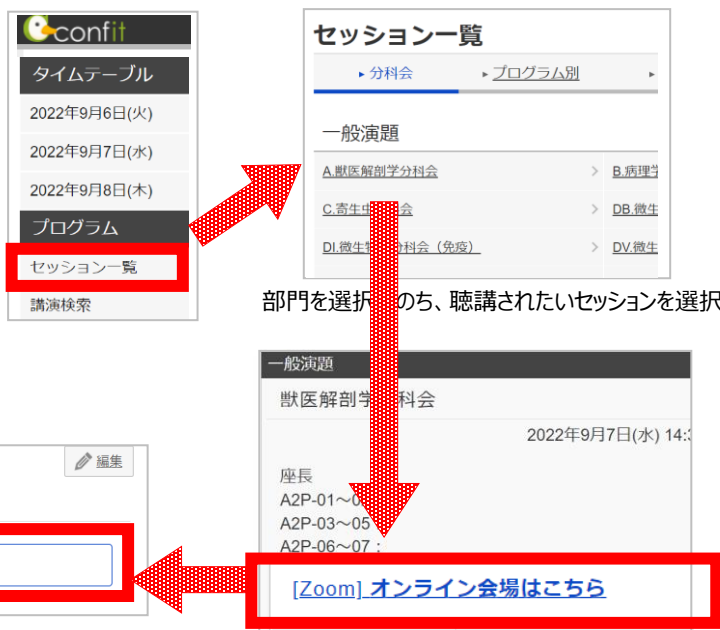 confit
タイムテーブル
2022年9月6日(火)
2022年9月7日(水)
2022年9月8日(木)
プログラム
セッション一覧
講演検索
セッション一覧
分科会 プログラム別
一般演題
A.獣医解剖学分科会
B.病理学
C.寄生 会
DB.微生
DI.微生 分科会（免疫）
DV.微生
部門を選択 のち、聴講されたいセッションを選択
一般演題
獣医解剖学 科会
2022年9月7日(水) 14:
座長
A2P-01～
A2P-03～05
A2P-06～07 :
[Zoom] オンライン会場はこちら
編集